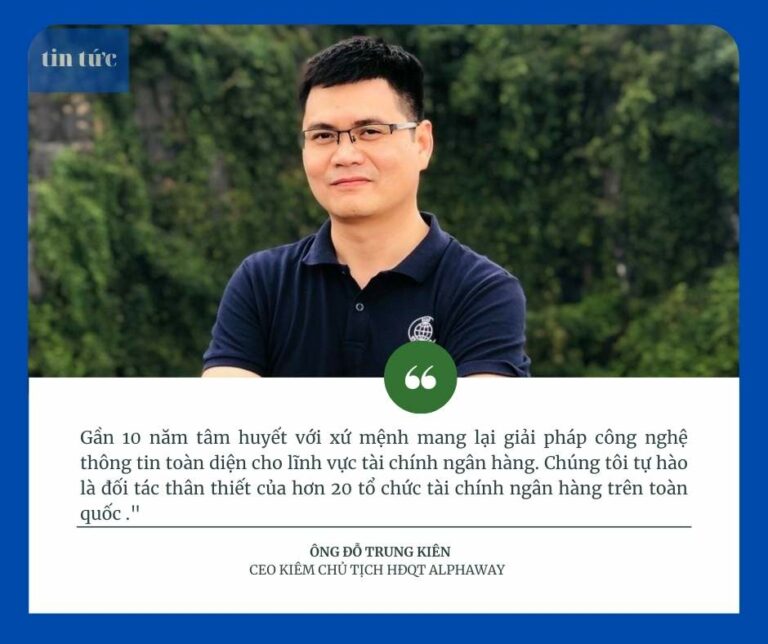 tin tức
“
Gần 10 năm tâm huyết với xứ mệnh mang lại giải pháp công nghệ
thông tin toàn diện cho lĩnh vực tài chính ngân hàng. Chúng tôi tự hào
là đối tác thân thiết của hơn 20 tổ chức tài chính ngân hàng trên toàn
quốc ."
ÔNG ĐỖ TRUNG KIÊN
CEO KIÊM CHỦ TỊCH HĐQT ALPHAWAY